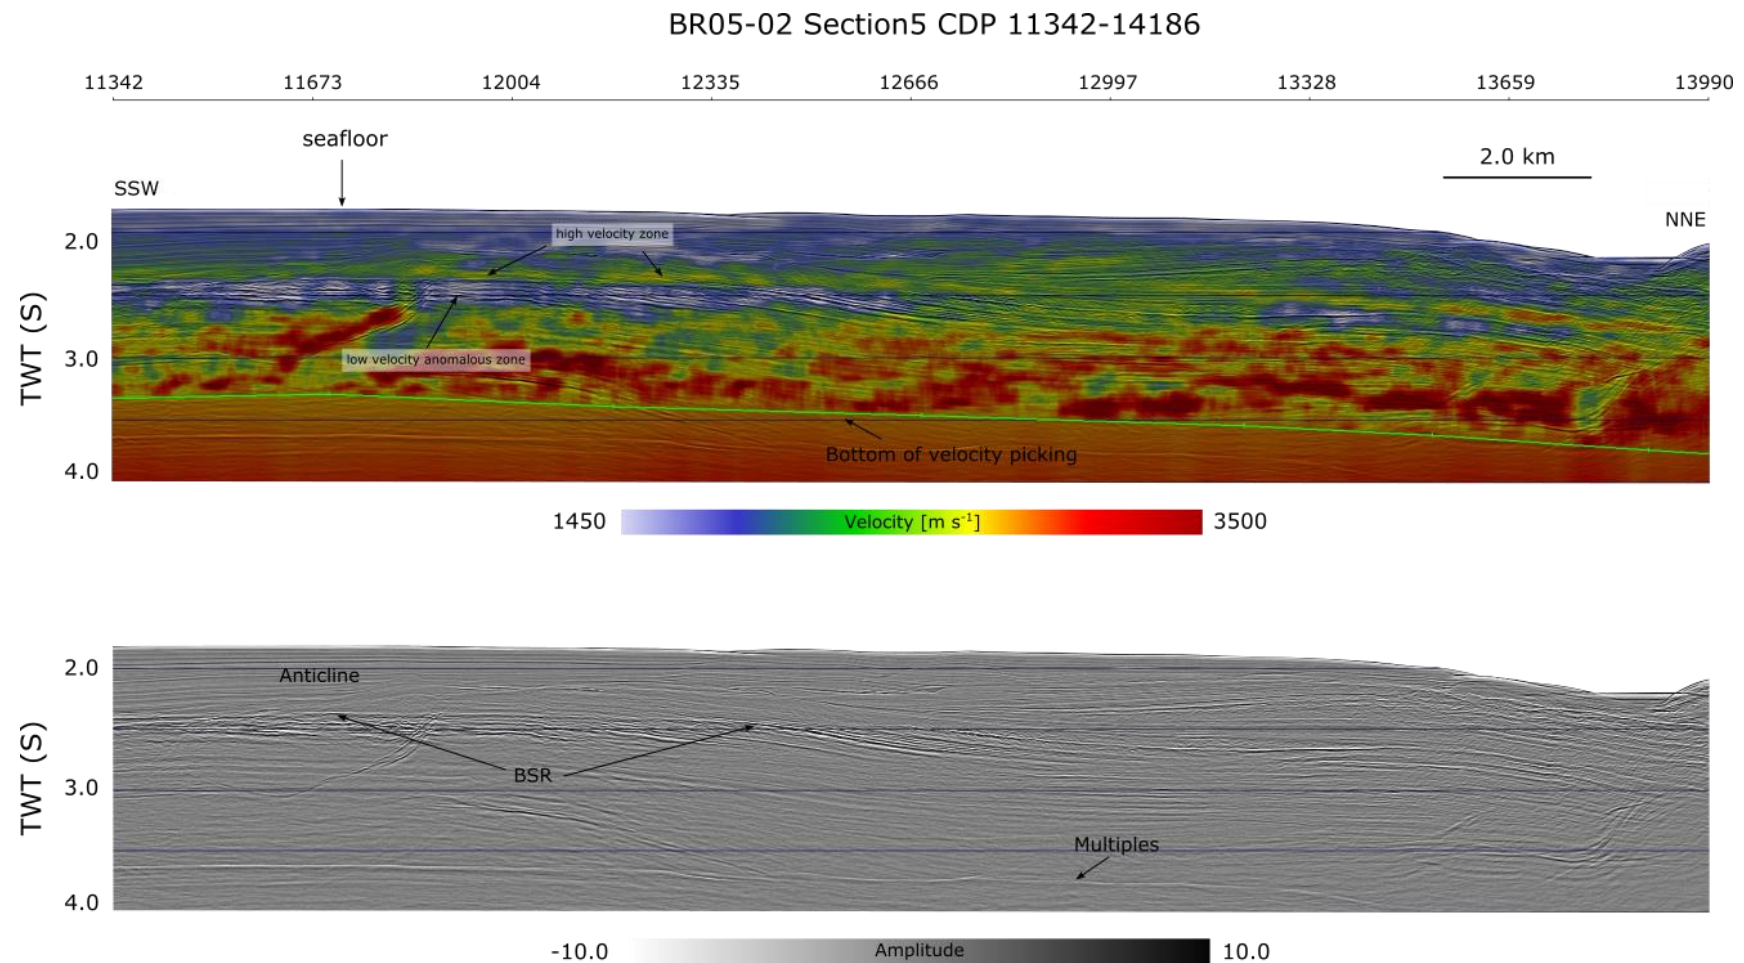 BR05-02 Section5 CDP 11342-14186
11342 11673 12004 12335 12666 12997 13328 13659 13990
seafloor
2.0 km
SSW
NNE
high velocity zone
2.0
TWT (S)
3.0
low velocity anomalous zone
Bottom of velocity picking
4.0
1450 Velocity [m s⁻¹] 3500
2.0
Anticline
TWT (S)
BSR
3.0
Multiples
4.0
-10.0 Amplitude 10.0